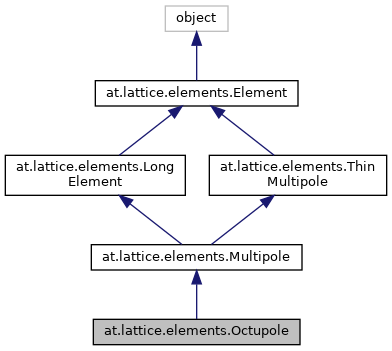 object
at.lattice.elements.Element
at.lattice.elements.Long
Element
at.lattice.elements.Thin
Multipole
at.lattice.elements.Multipole
at.lattice.elements.Octupole